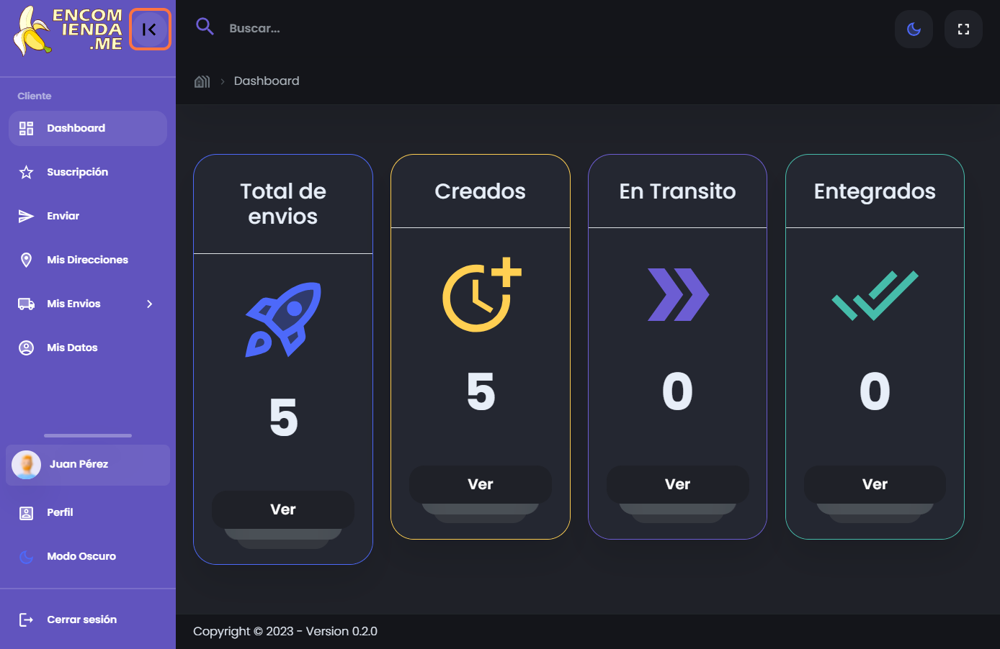 ENCOM
IENDA
.ME
Buscar...
Dashboard
Cliente
Dashboard
Suscripción
Enviar
Mis Direcciones
Mis Envios
Mis Datos
Juan Pérez
Perfil
Modo Oscuro
Cerrar sesión
Total de
envios
5
Ver
Creados
5
Ver
En Transito
0
Ver
Entegrados
0
Ver
Copyright © 2023 - Version 0.2.0